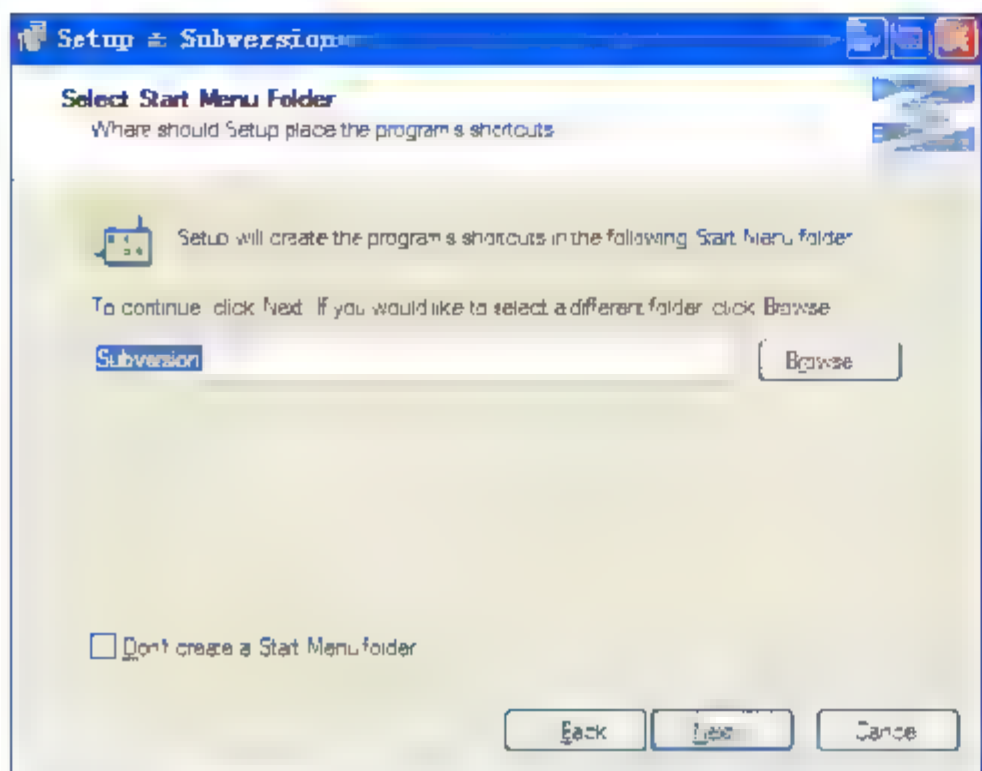 Setup - Subversion
Select Start Menu Folder
Where should Setup place the program's shortcuts
Setup will create the program's shortcuts in the following Start Menu folder
To continue, click Next. If you would like to select a different folder, click Browse
Subversion
Browse
Don't create a Start Menu folder
Back
Next
Cancel